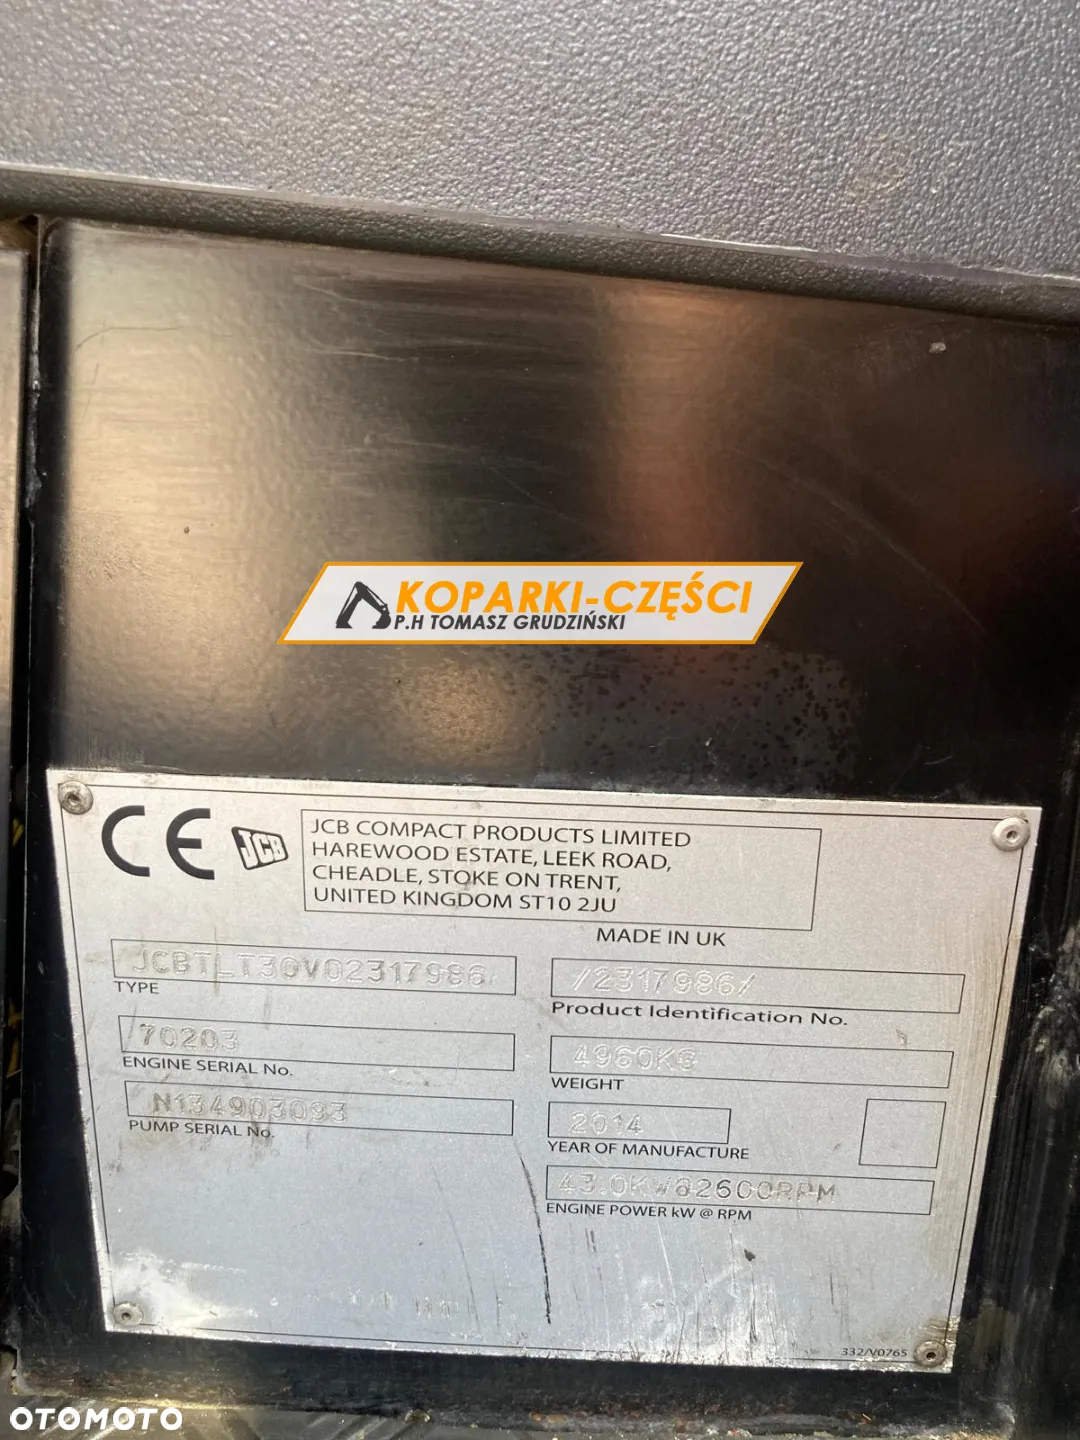 KOPARKI-CZĘŚCI
P.H TOMASZ GRUDZIŃSKI
CE JCB
JCB COMPACT PRODUCTS LIMITED
HAREWOOD ESTATE, LEEK ROAD,
CHEADLE, STOKE ON TRENT,
UNITED KINGDOM ST10 2JU
MADE IN UK
JCBTLT30V02317986
TYPE
/2317986/
Product Identification No.
70203
ENGINE SERIAL No.
4960KG
WEIGHT
N134903093
PUMP SERIAL No.
2014
YEAR OF MANUFACTURE
43.0KW@2600RPM
ENGINE POWER kW @ RPM
332/V0765
OTOMOTO